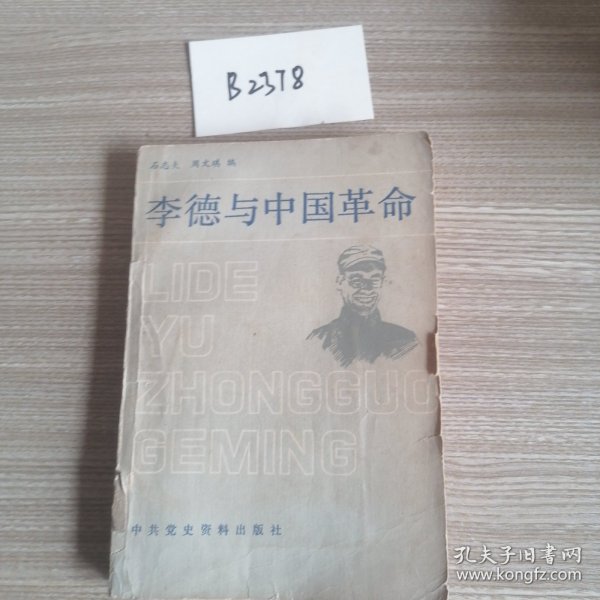 B2378
石志夫 周文琪 编
李德与中国革命
LIDE
YU
ZHONGGUO
GEMING
中共党史资料出版社
孔夫子旧书网
www.kongfz.com